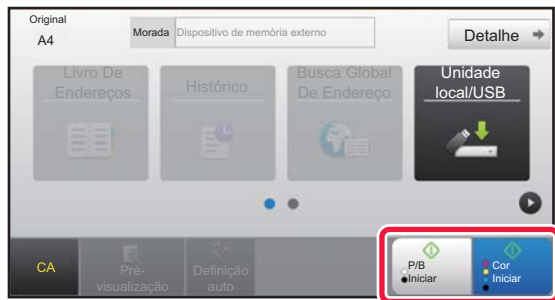 Original
A4
Morada Dispositivo de memória externo
Detalhe
Livro De
Endereços
Histórico
Busca Global
De Endereço
Unidade
local/USB
CA
Pré-
visualização
Definição
auto
P/B
Iniciar
Cor
Iniciar